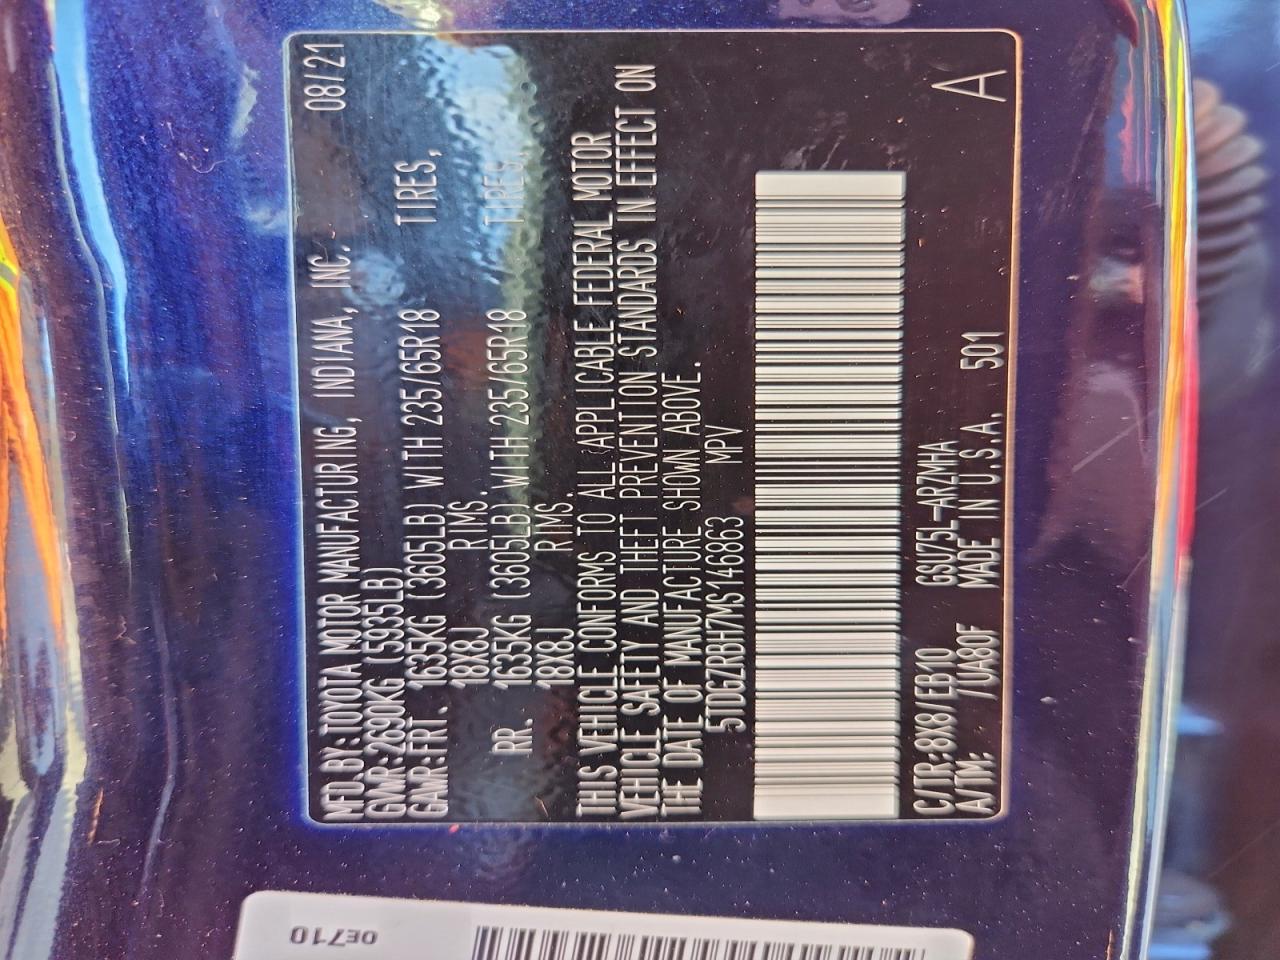 MFD.BY:TOYOTA MOTOR MANUFACTURING, INDIANA, INC. 08/21
GWR:2690KG (5935LB)
GAWR:FRT. 1635KG (3605LB) WITH 235/65R18 TIRES,
18X8J RIMS.
RR. 1635KG (3605LB) WITH 235/65R18 TIRES,
18X8J RIMS.
THIS VEHICLE CONFORMS TO ALL APPLICABLE FEDERAL MOTOR
VEHICLE SAFETY AND THEFT PREVENTION STANDARDS IN EFFECT ON
THE DATE OF MANUFACTURE SHOWN ABOVE.
5TDGZRBH7MS146863 MPV
C/TR:8X8/EB10 GSU75L-ARZMHA
A/TM: /UA80F MADE IN U.S.A. 501
A
0E710